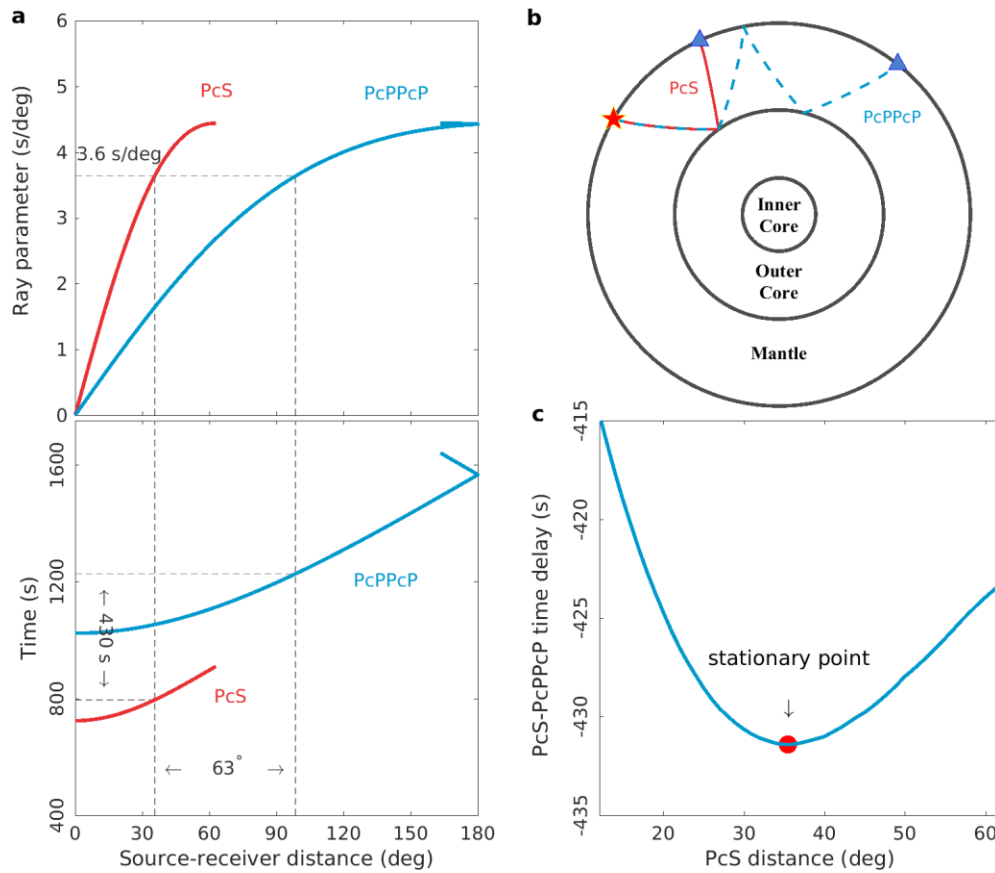 a
6
5
4
3
2
1
0
Ray parameter (s/deg)
PcS
PcPPcP
3.6 s/deg
1600
1200
800
400
Time (s)
PcPPcP
PcS
← 430 s →
← 63° →
0 30 60 90 120 150 180
Source-receiver distance (deg)
b
PcS
PcPPcP
Inner
Core
Outer
Core
Mantle
c
-415
-420
-425
-430
-435
PcS-PcPPcP time delay (s)
stationary point
↓
20 30 40 50 60
PcS distance (deg)